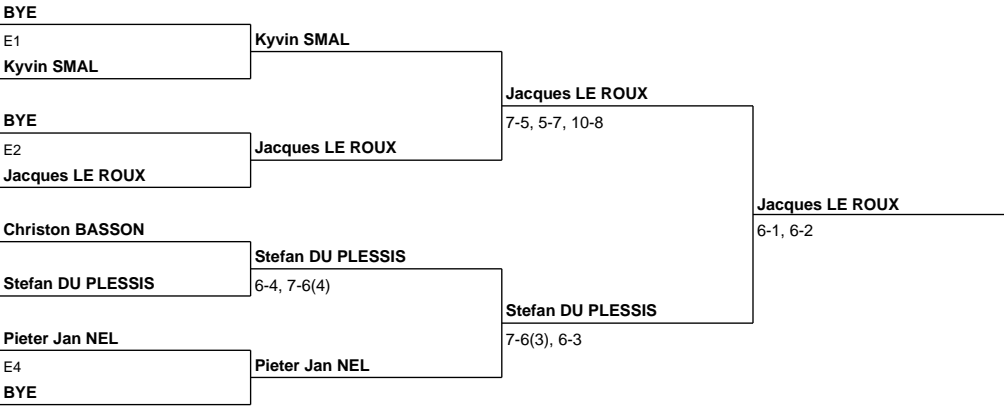 BYE
E1
Kyvin SMAL
Kyvin SMAL
BYE
E2
Jacques LE ROUX
Jacques LE ROUX
Jacques LE ROUX
7-5, 5-7, 10-8
Christon BASSON
Stefan DU PLESSIS
Stefan DU PLESSIS
6-4, 7-6(4)
Pieter Jan NEL
E4
BYE
Pieter Jan NEL
Stefan DU PLESSIS
7-6(3), 6-3
Jacques LE ROUX
6-1, 6-2